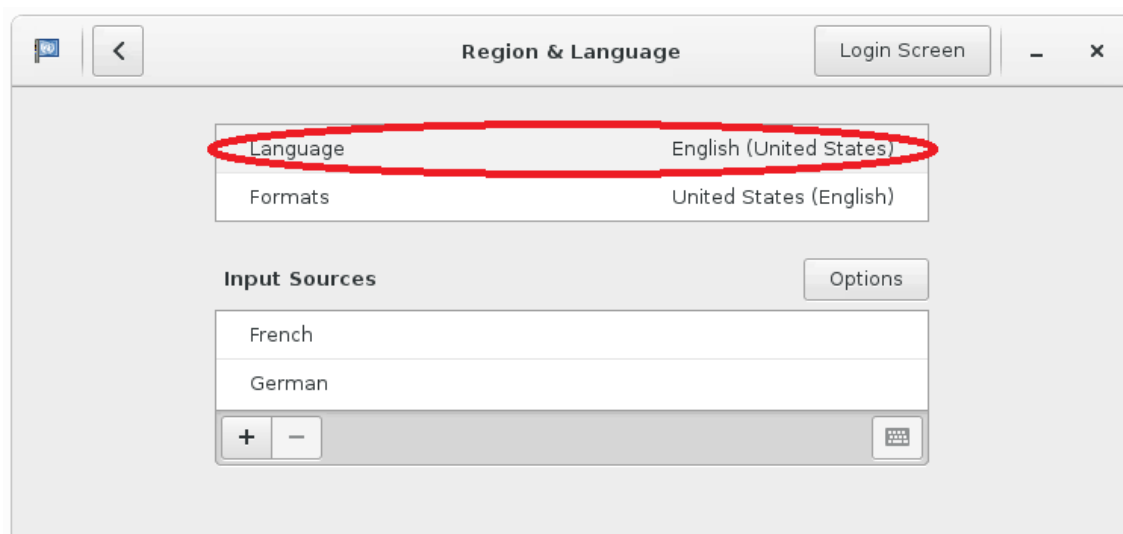 Region & Language
Login Screen
Language English (United States)
Formats United States (English)
Input Sources
Options
French
German